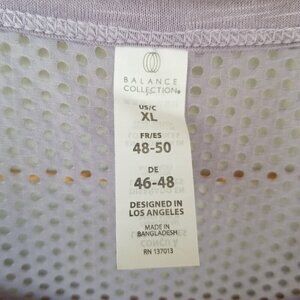 BALANCE
COLLECTION®
US/C
XL
FR/ES
48-50
DE
46-48
DESIGNED IN
LOS ANGELES
MADE IN
BANGLADESH
RN 137013